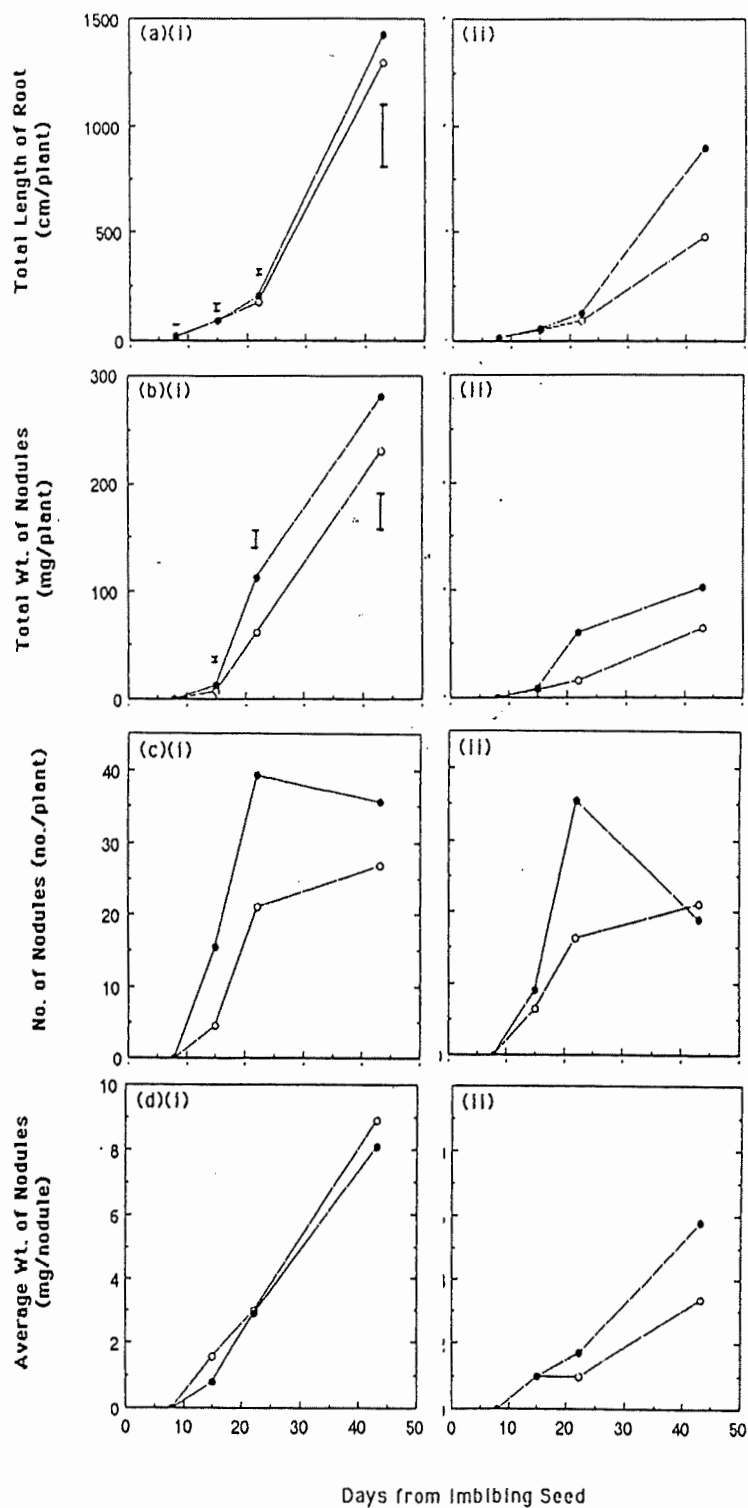 1500
(a)(i)
(ii)
1000
500
0
Total Length of Root
(cm/plant)
300
(b)(i)
(ii)
200
100
0
Total Wt. of Nodules
(mg/plant)
(c)(i)
(ii)
40
30
20
10
0
No. of Nodules (no./plant)
10
(d)(i)
(ii)
8
6
4
2
0
Average Wt. of Nodules
(mg/nodule)
0 10 20 30 40 50
0 10 20 30 40 50
Days from Imbibing Seed